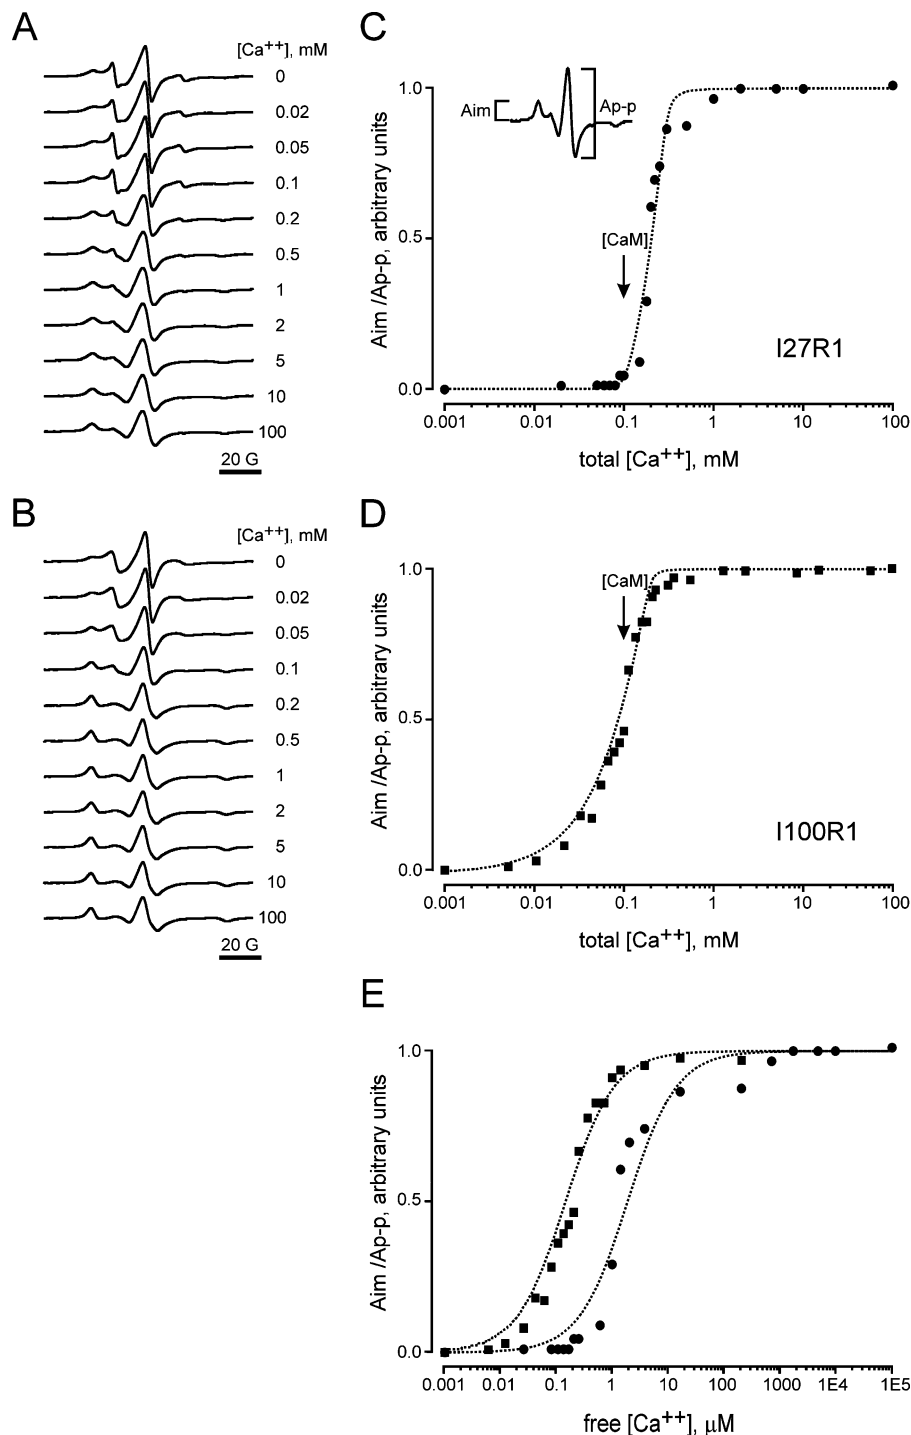 A
[Ca++], mM
0
0.02
0.05
0.1
0.2
0.5
1
2
5
10
100
20 G
B
[Ca++], mM
0
0.02
0.05
0.1
0.2
0.5
1
2
5
10
100
20 G
C
Aim /Ap-p, arbitrary units
1.0
0.5
0.0
Aim
Ap-p
[CaM]
I27R1
0.001 0.01 0.1 1 10 100
total [Ca++], mM
D
Aim /Ap-p, arbitrary units
1.0
0.5
0.0
[CaM]
I100R1
0.001 0.01 0.1 1 10 100
total [Ca++], mM
E
Aim /Ap-p, arbitrary units
1.0
0.5
0.0
0.001 0.01 0.1 1 10 100 1000 1E4 1E5
free [Ca++], μM